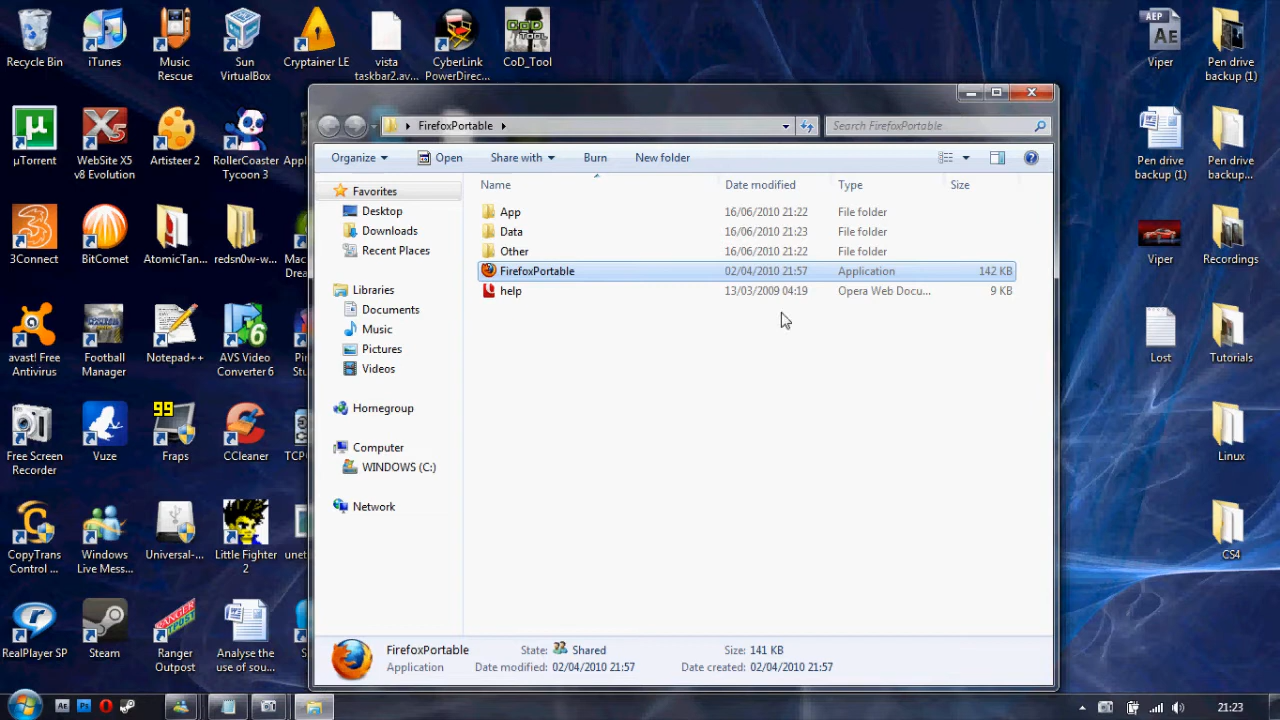 Recycle Bin
iTunes
Music
Rescue
Sun
VirtualBox
Cryptainer LE
vista
taskbar2.av...
CyberLink
PowerDirec...
CoD_Tool
AEP
Ae
Viper
Pen drive
backup (1)
µTorrent
WebSite X5
v8 Evolution
Artisteer 2
RollerCoaster
Tycoon 3
Pen drive
backup (1)
Pen drive
backup...
3Connect
BitComet
AtomicTan...
redsn0w-w...
Viper
Recordings
avast! Free
Antivirus
Football
Manager
Notepad++
AVS Video
Converter 6
Lost
Tutorials
Free Screen
Recorder
Vuze
99
Fraps
CCleaner
Linux
CopyTrans
Control ...
Windows
Live Mess...
Universal-...
Little Fighter
2
CS4
RealPlayer SP
Steam
RANGER
OUTPOST
Ranger
Outpost
Analyse the
use of sou...
FirefoxPortable
Search FirefoxPortable
Organize
Open
Share with
Burn
New folder
Favorites
Desktop
Downloads
Recent Places
Libraries
Documents
Music
Pictures
Videos
Homegroup
Computer
WINDOWS (C:)
Network
Name Date modified Type Size
App 16/06/2010 21:22 File folder
Data 16/06/2010 21:23 File folder
Other 16/06/2010 21:22 File folder
FirefoxPortable 02/04/2010 21:57 Application 142 KB
help 13/03/2009 04:19 Opera Web Docu... 9 KB
FirefoxPortable State: Shared Size: 141 KB
Application Date modified: 02/04/2010 21:57 Date created: 02/04/2010 21:57
21:23